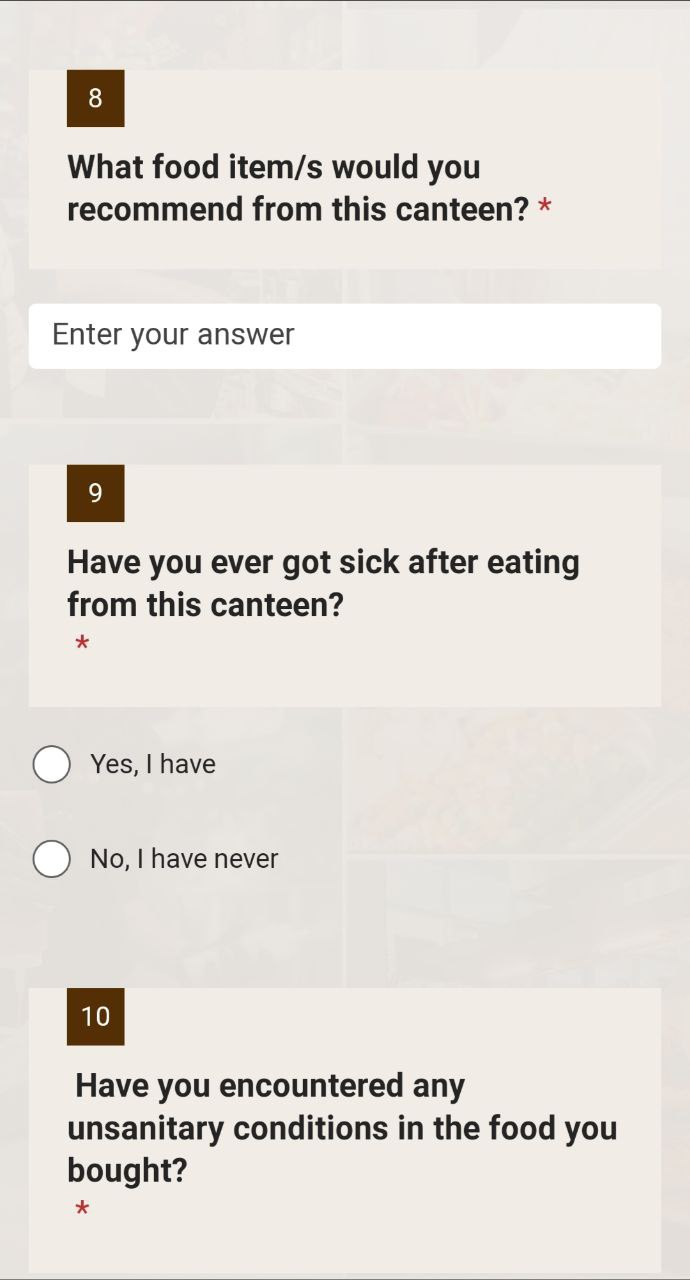 8
What food item/s would you
recommend from this canteen? *
Enter your answer
9
Have you ever got sick after eating
from this canteen?
*
Yes, I have
No, I have never
10
Have you encountered any
unsanitary conditions in the food you
bought?
*